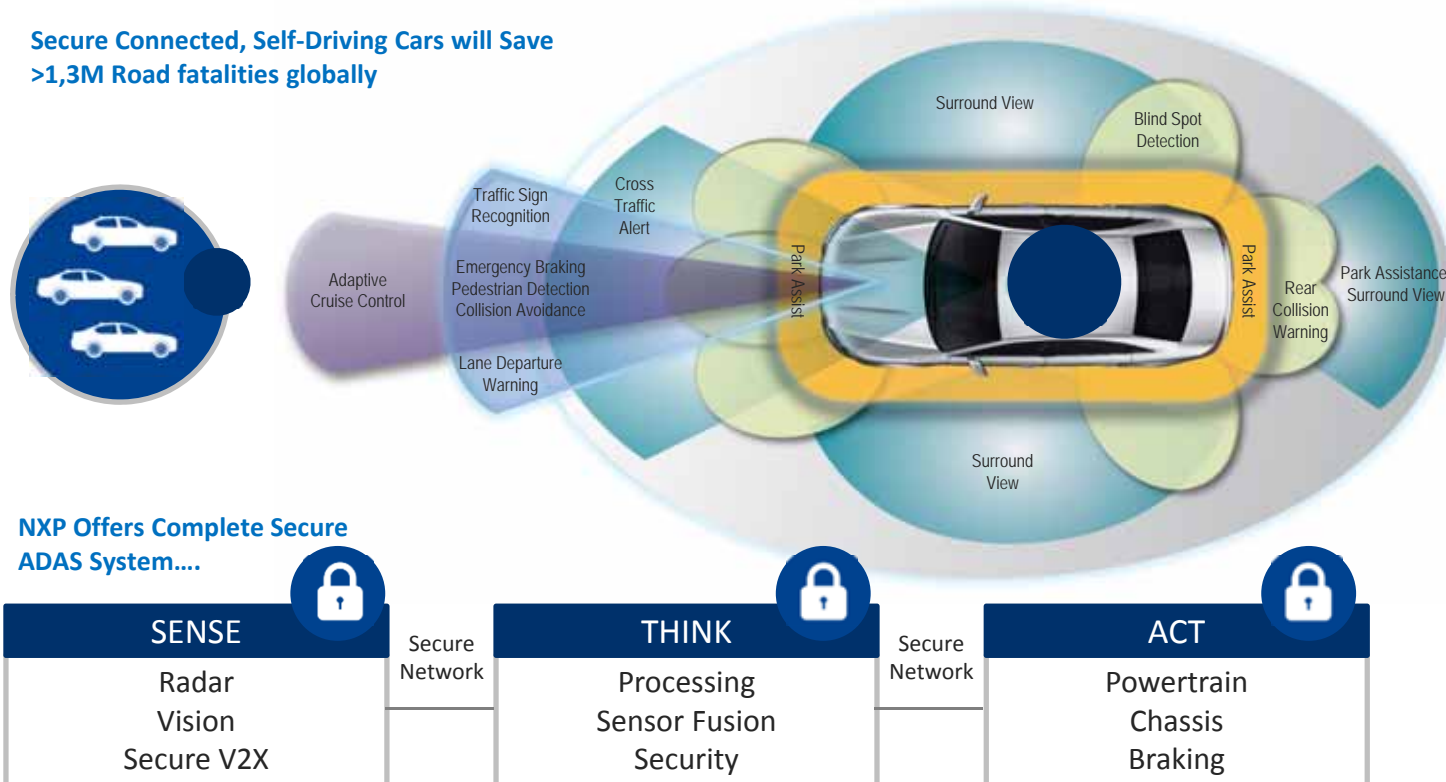 Secure Connected, Self-Driving Cars will Save
>1,3M Road fatalities globally
Surround View
Blind Spot
Detection
Traffic Sign
Recognition
Cross
Traffic
Alert
Adaptive
Cruise Control
Emergency Braking
Pedestrian Detection
Collision Avoidance
Park Assist
Park Assist
Rear
Collision
Warning
Park Assistance
Surround View
Lane Departure
Warning
Surround
View
NXP Offers Complete Secure
ADAS System....
SENSE
Radar
Vision
Secure V2X
Secure
Network
THINK
Processing
Sensor Fusion
Security
Secure
Network
ACT
Powertrain
Chassis
Braking